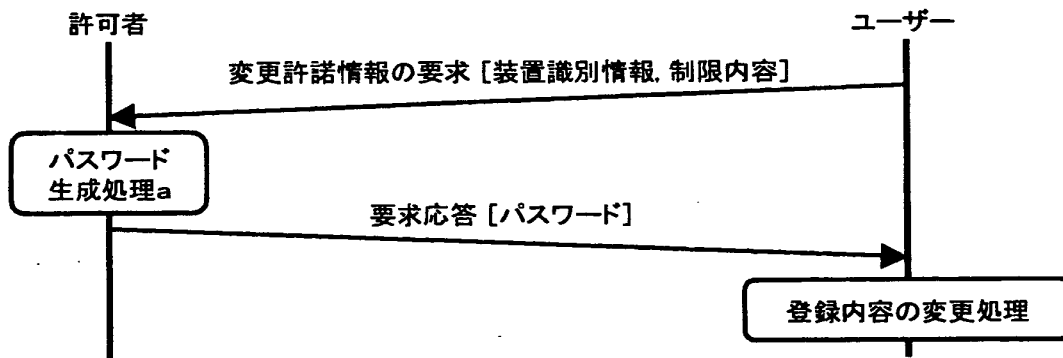 許可者
ユーザー
変更許諾情報の要求 [装置識別情, 制限内容]
パスワード
生成処理a
要求応答 [パスワード]
登録内容の変更処理